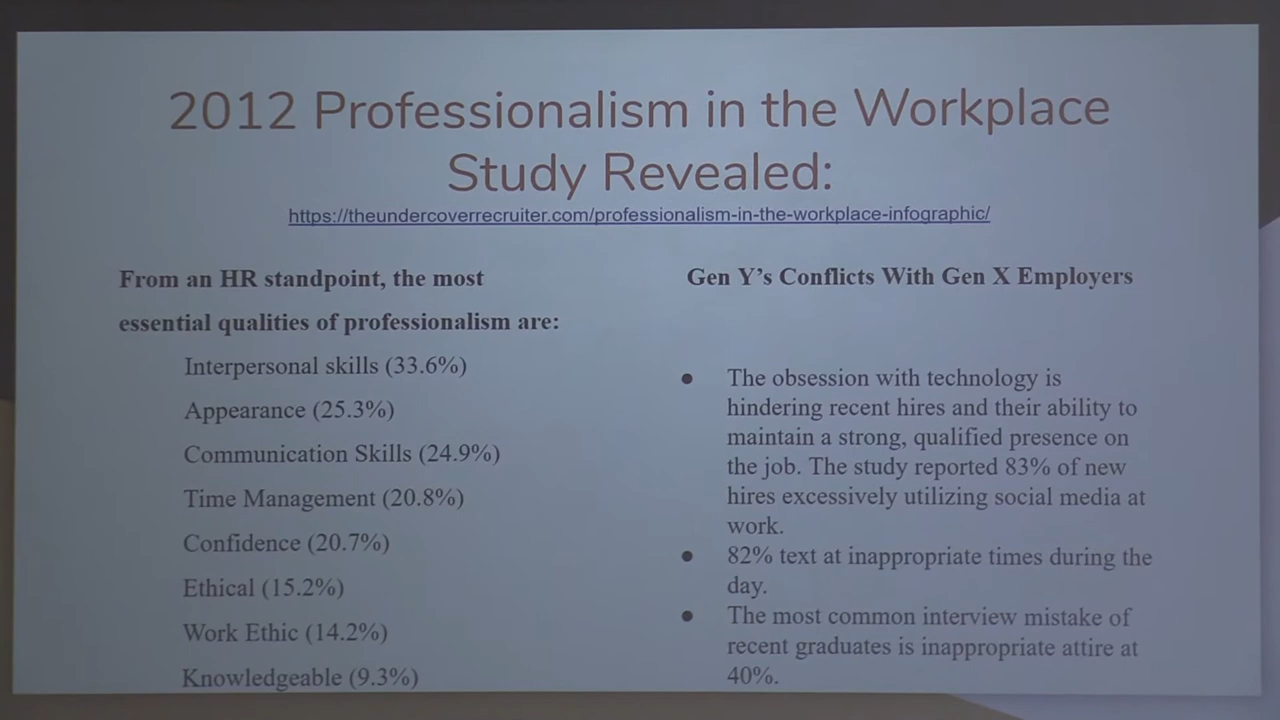 2012 Professionalism in the Workplace
Study Revealed:
https://theundercoverrecruiter.com/professionalism-in-the-workplace-infographic/
From an HR standpoint, the most
essential qualities of professionalism are:
Interpersonal skills (33.6%)
Appearance (25.3%)
Communication Skills (24.9%)
Time Management (20.8%)
Confidence (20.7%)
Ethical (15.2%)
Work Ethic (14.2%)
Knowledgeable (9.3%)
Gen Y’s Conflicts With Gen X Employers
● The obsession with technology is
hindering recent hires and their ability to
maintain a strong, qualified presence on
the job. The study reported 83% of new
hires excessively utilizing social media at
work.
● 82% text at inappropriate times during the
day.
● The most common interview mistake of
recent graduates is inappropriate attire at
40%.